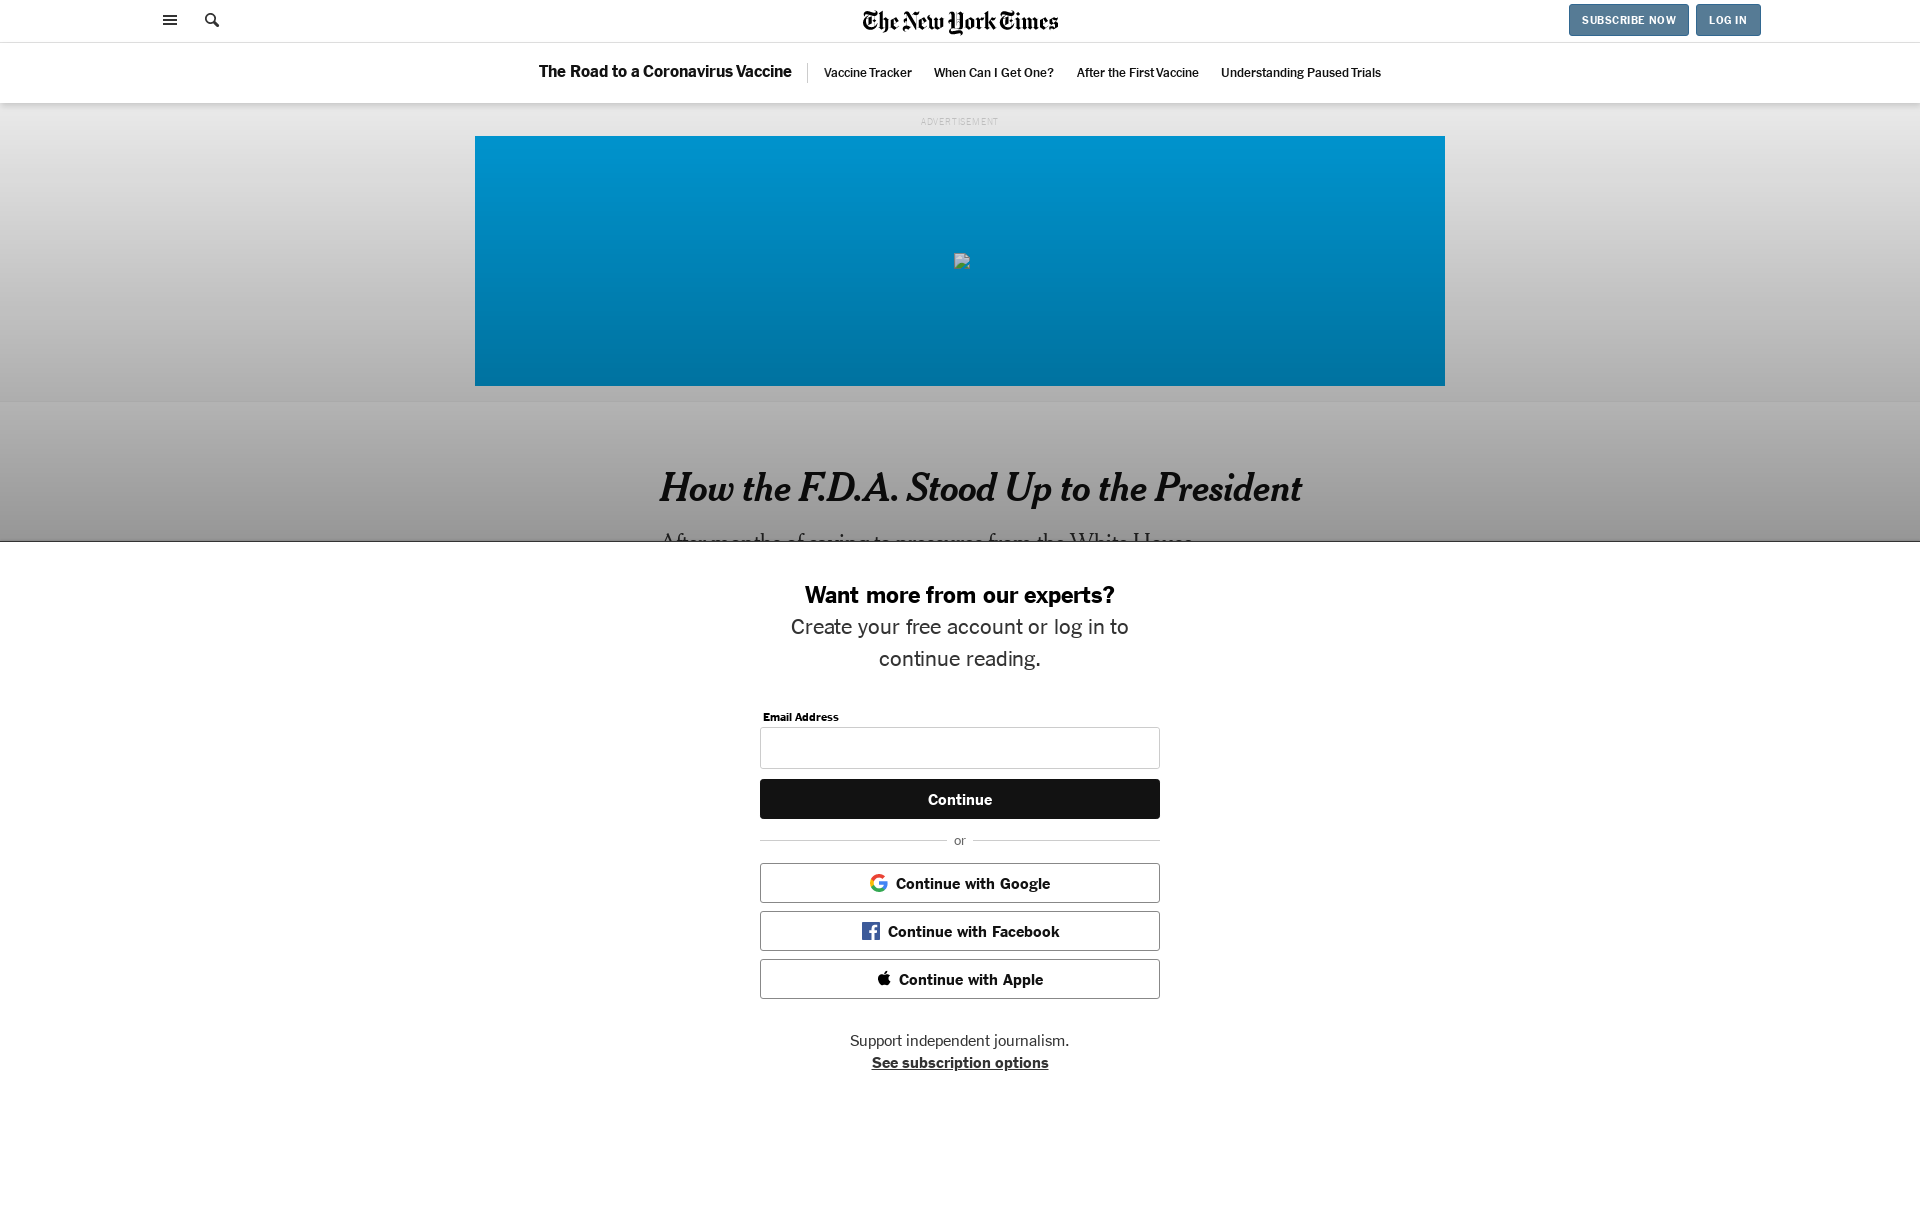 The New York Times
SUBSCRIBE NOW
LOG IN
The Road to a Coronavirus Vaccine
Vaccine Tracker
When Can I Get One?
After the First Vaccine
Understanding Paused Trials
ADVERTISEMENT
How the F.D.A. Stood Up to the President
After months of caving to pressures from the White House,
Want more from our experts?
Create your free account or log in to
continue reading.
Email Address
Continue
or
Continue with Google
Continue with Facebook
Continue with Apple
Support independent journalism.
See subscription options